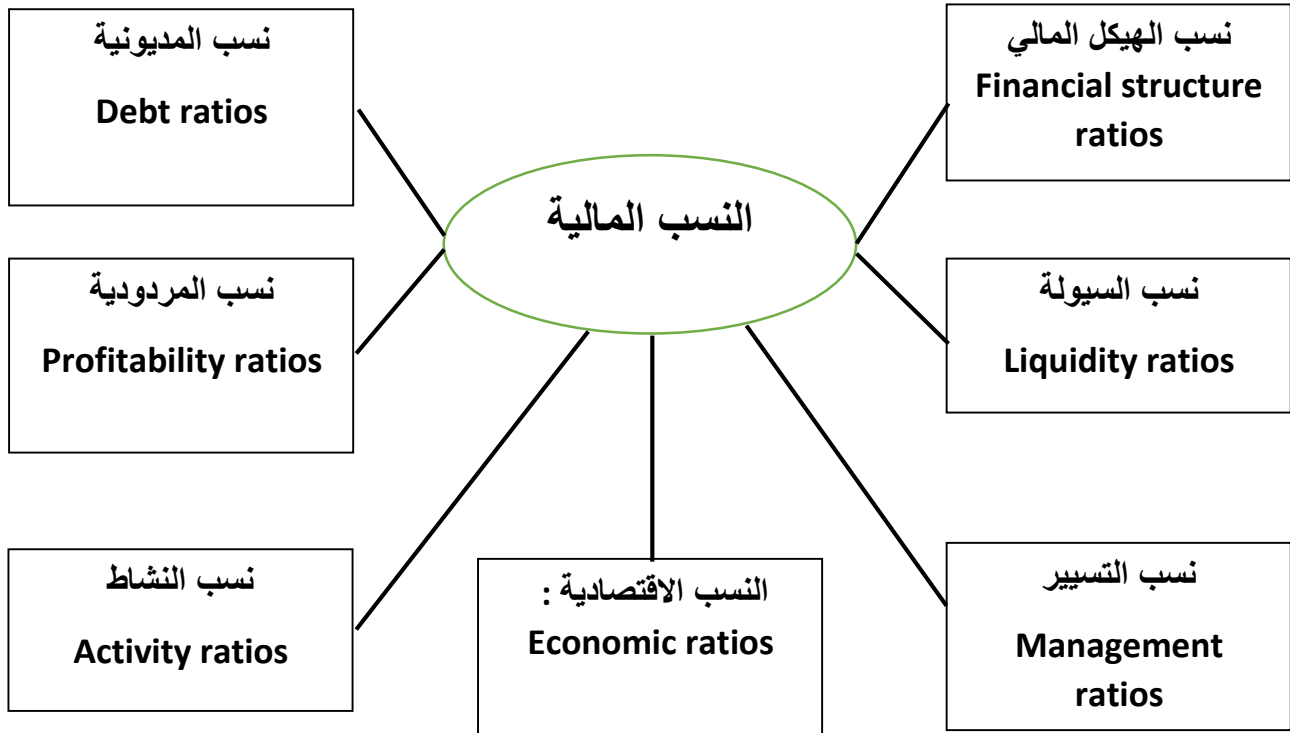 نسب المديونية
Debt ratios
نسب الهيكل المالي
Financial structure
ratios
النسب المالية
نسب المردودية
Profitability ratios
نسب السيولة
Liquidity ratios
نسب النشاط
Activity ratios
النسب الاقتصادية :
Economic ratios
نسب التسيير
Management
ratios